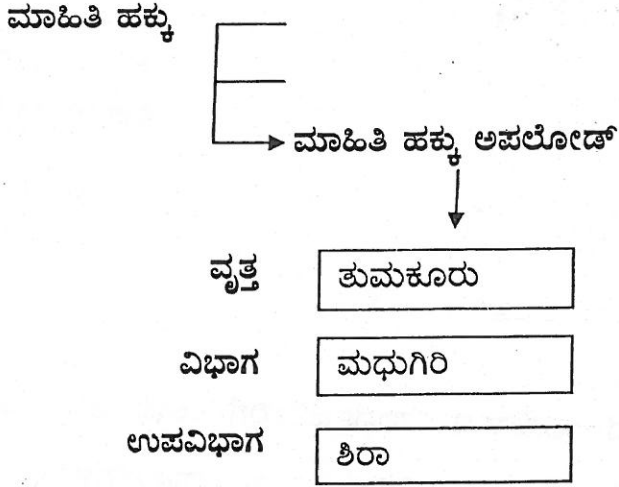 ಮಾಹಿತಿ ಹಕ್ಕು
ಮಾಹಿತಿ ಹಕ್ಕು ಅಪಲೋಡ್
ವೃತ್ತ ತುಮಕೂರು
ವಿಭಾಗ ಮಧುಗಿರಿ
ಉಪವಿಭಾಗ ಶಿರಾ